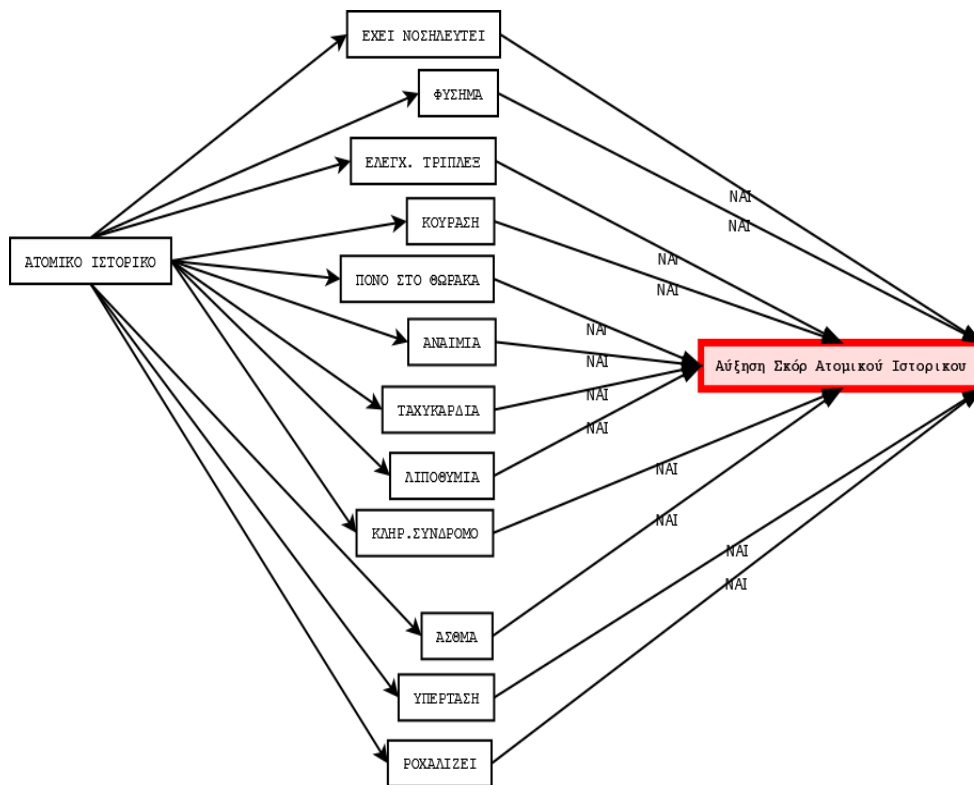 ΕΧΕΙ ΝΟΣΗΛΕΥΤΕΙ
ΦΥΣΗΜΑ
ΕΛΕΓΧ. ΤΡΙΠΛΕΞ
ΝΑΙ
ΚΟΥΡΑΣΗ
ΝΑΙ
ΑΤΟΜΙΚΟ ΙΣΤΟΡΙΚΟ
ΝΑΙ
ΠΟΝΟ ΣΤΟ ΘΩΡΑΚΑ
ΝΑΙ
ΑΝΑΙΜΙΑ
ΝΑΙ
ΝΑΙ
Αύξηση Σκόρ Ατομικού Ιστορικου
ΤΑΧΥΚΑΡΔΙΑ
ΝΑΙ
ΝΑΙ
ΛΙΠΟΘΥΜΙΑ
ΝΑΙ
ΚΛΗΡ.ΣΥΝΔΡΟΜΟ
ΝΑΙ
ΝΑΙ
ΝΑΙ
ΑΣΘΜΑ
ΥΠΕΡΤΑΣΗ
ΡΟΧΑΛΙΖΕΙ